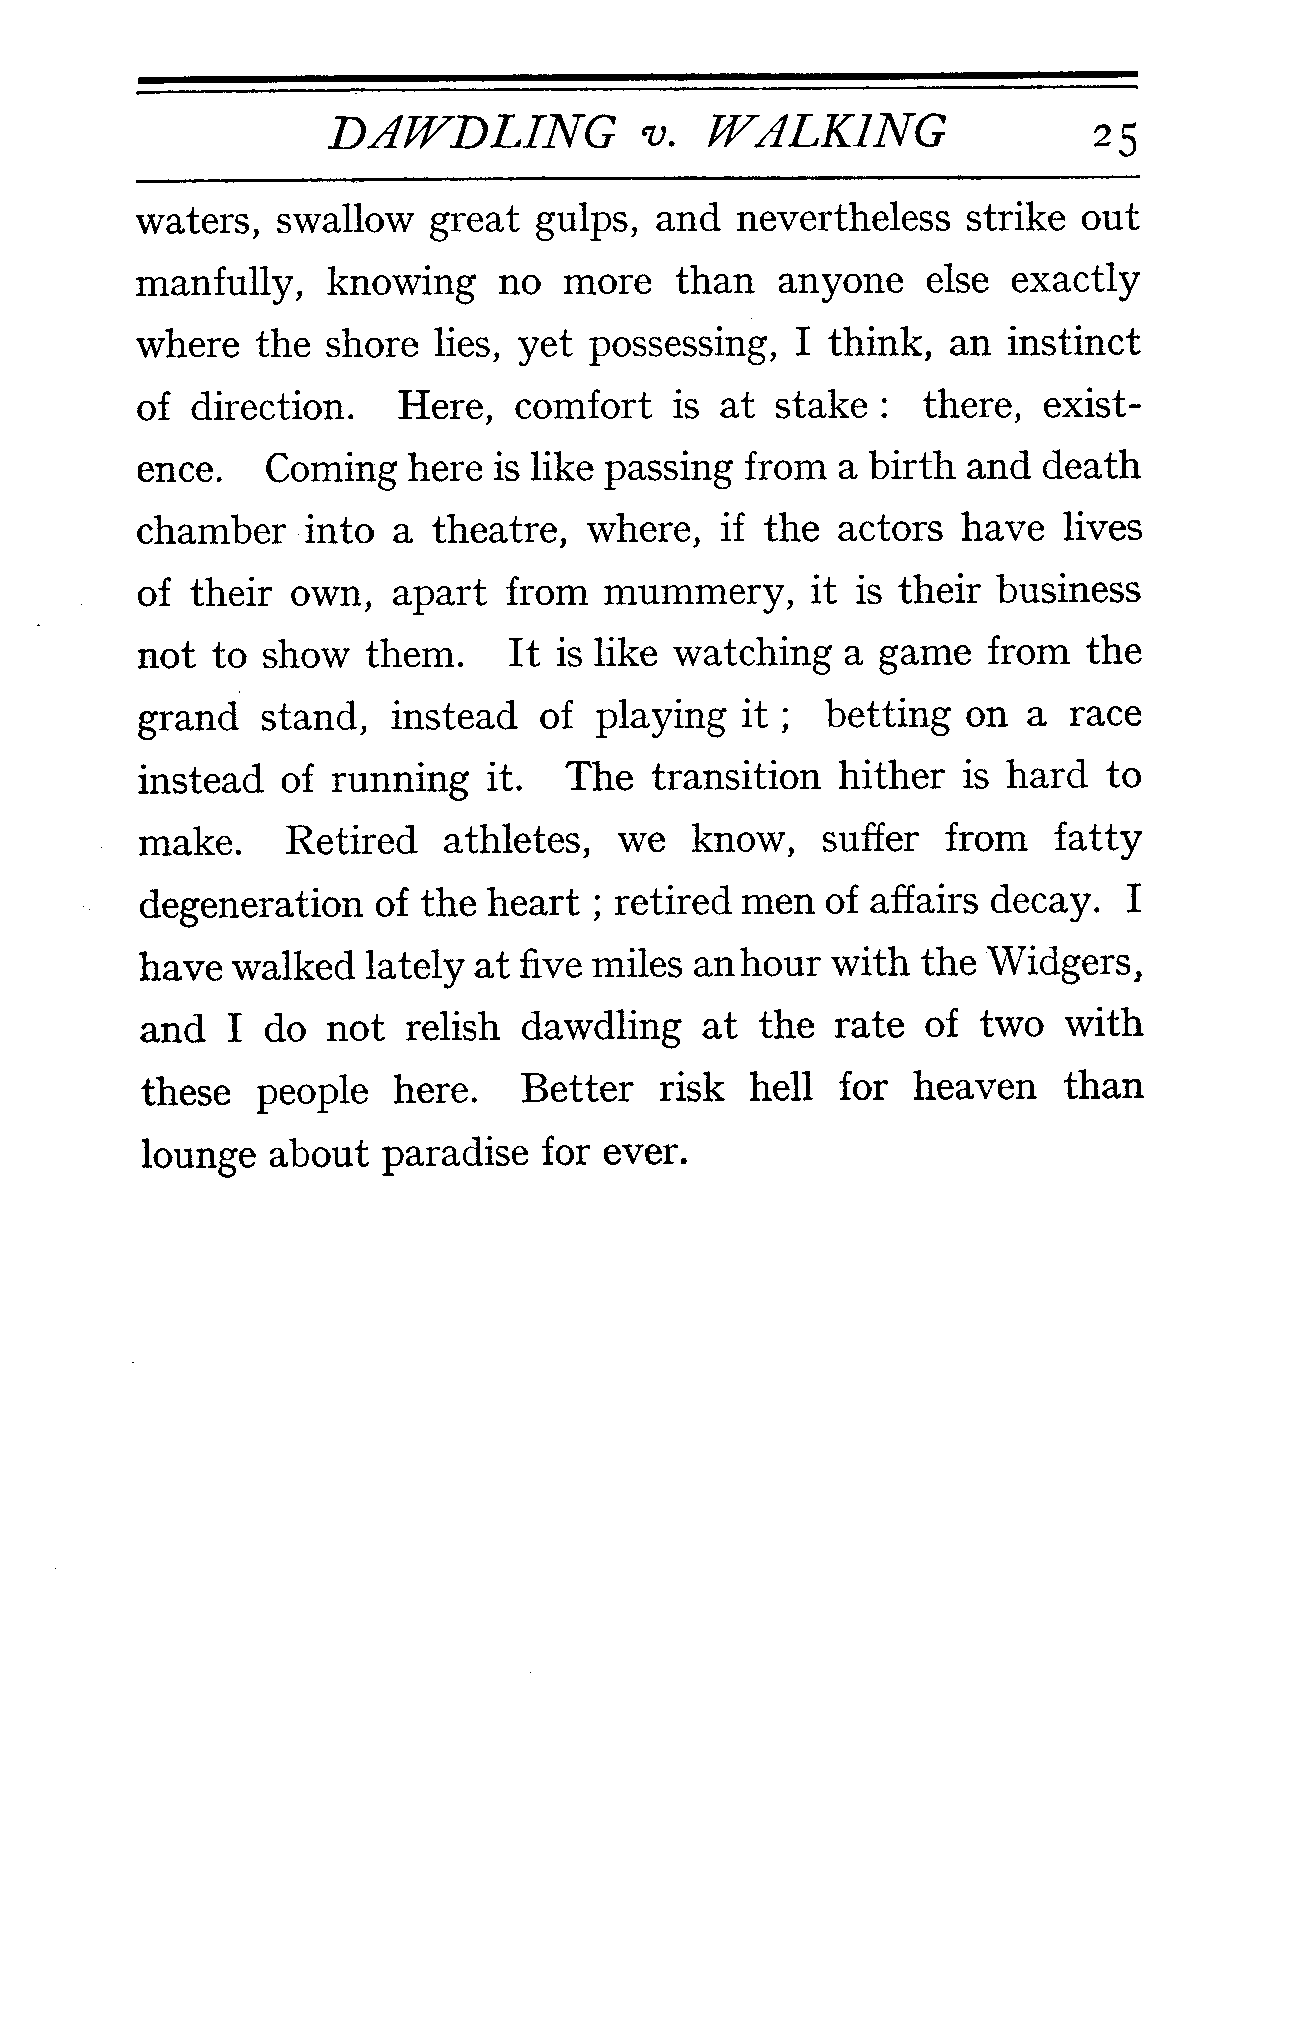 DAWDLING v. WALKING 25
waters, swallow great gulps, and nevertheless strike out
manfully, knowing no more than anyone else exactly
where the shore lies, yet possessing, I think, an instinct
of direction. Here, comfort is at stake : there, exist-
ence. Coming here is like passing from a birth and death
chamber into a theatre, where, if the actors have lives
of their own, apart from mummery, it is their business
not to show them. It is like watching a game from the
grand stand, instead of playing it ; betting on a race
instead of running it. The transition hither is hard to
make. Retired athletes, we know, suffer from fatty
degeneration of the heart ; retired men of affairs decay. I
have walked lately at five miles an hour with the Widgers,
and I do not relish dawdling at the rate of two with
these people here. Better risk hell for heaven than
lounge about paradise for ever.